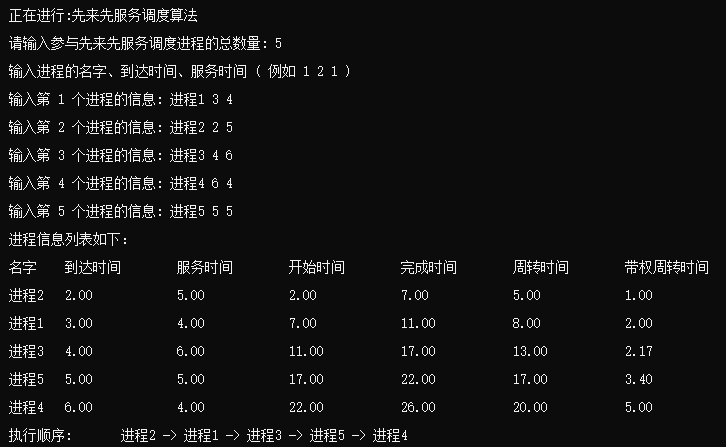 正在进行:先来先服务调度算法
请输入参与先来先服务调度进程的总数量: 5
输入进程的名字、到达时间、服务时间 ( 例如 1 2 1 )
输入第 1 个进程的信息: 进程1 3 4
输入第 2 个进程的信息: 进程2 2 5
输入第 3 个进程的信息: 进程3 4 6
输入第 4 个进程的信息: 进程4 6 4
输入第 5 个进程的信息: 进程5 5 5
进程信息列表如下:
名字 到达时间 服务时间 开始时间 完成时间 周转时间 带权周转时间
进程2 2.00 5.00 2.00 7.00 5.00 1.00
进程1 3.00 4.00 7.00 11.00 8.00 2.00
进程3 4.00 6.00 11.00 17.00 13.00 2.17
进程5 5.00 5.00 17.00 22.00 17.00 3.40
进程4 6.00 4.00 22.00 26.00 20.00 5.00
执行顺序: 进程2 -> 进程1 -> 进程3 -> 进程5 -> 进程4